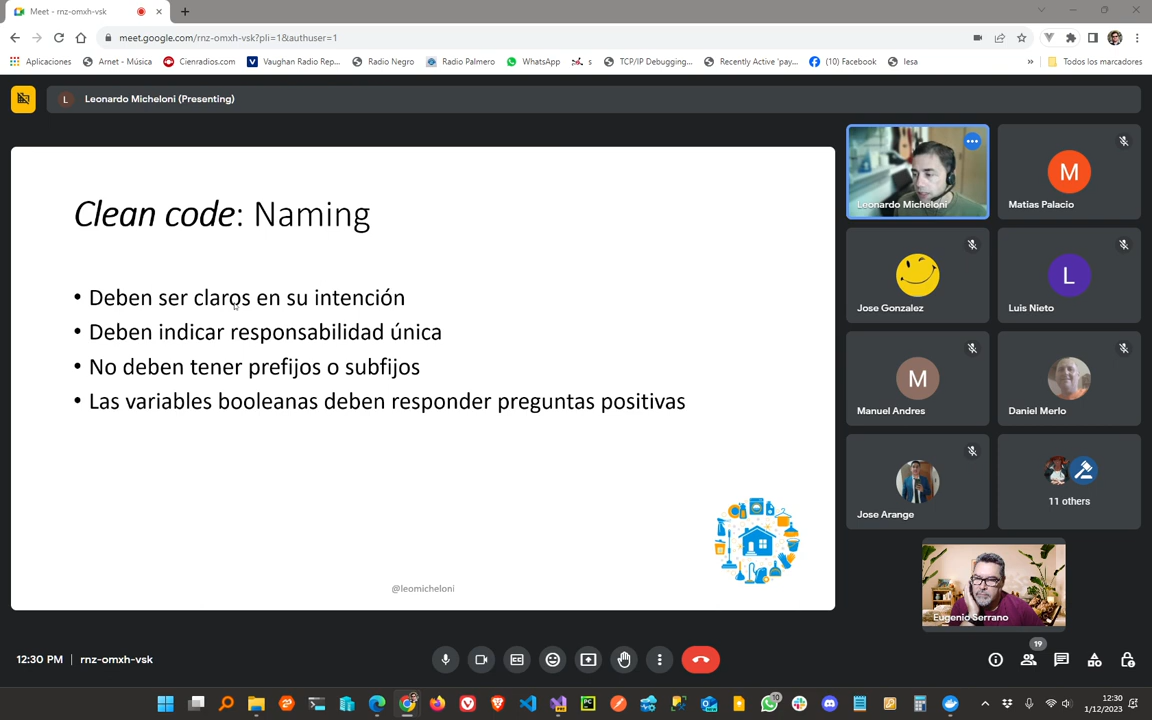 Meet - rnz-omxh-vsk
meet.google.com/rnz-omxh-vsk?pli=1&authuser=1
Aplicaciones
Arnet - Música
Cienradios.com
Vaughan Radio Rep...
Radio Negro
Radio Palmero
WhatsApp
s
TCP/IP Debugging...
Recently Active 'pay...
(10) Facebook
Iesa
»
Todos los marcadores
L
Leonardo Micheloni (Presenting)
Clean code: Naming
• Deben ser claros en su intención
• Deben indicar responsabilidad única
• No deben tener prefijos o subfijos
• Las variables booleanas deben responder preguntas positivas
@leomicheloni
Leonardo Micheloni
M
Matias Palacio
Jose Gonzalez
L
Luis Nieto
M
Manuel Andres
Daniel Merlo
Jose Arange
11 others
Eugenio Serrano
12:30 PM | rnz-omxh-vsk
19
10
12:30
1/12/2023